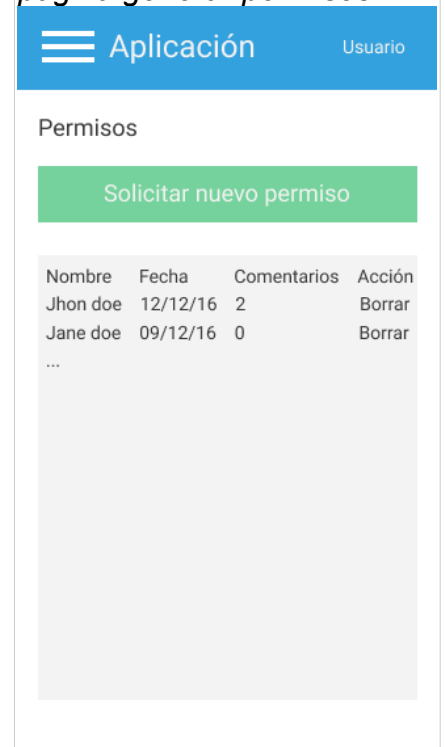 Aplicación Usuario
Permisos
Solicitar nuevo permiso
Nombre Fecha Comentarios Acción
Jhon doe 12/12/16 2 Borrar
Jane doe 09/12/16 0 Borrar
...